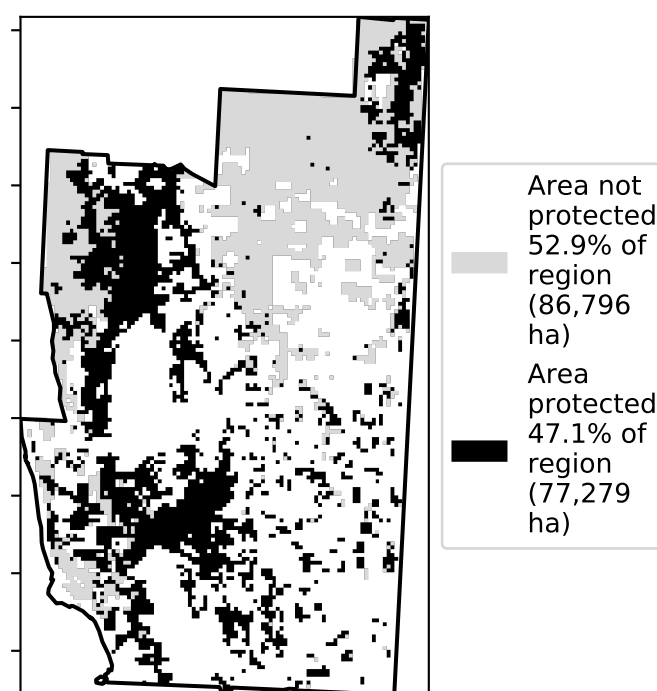 Area not
protected
52.9% of
region
(86,796
ha)
Area
protected
47.1% of
region
(77,279
ha)